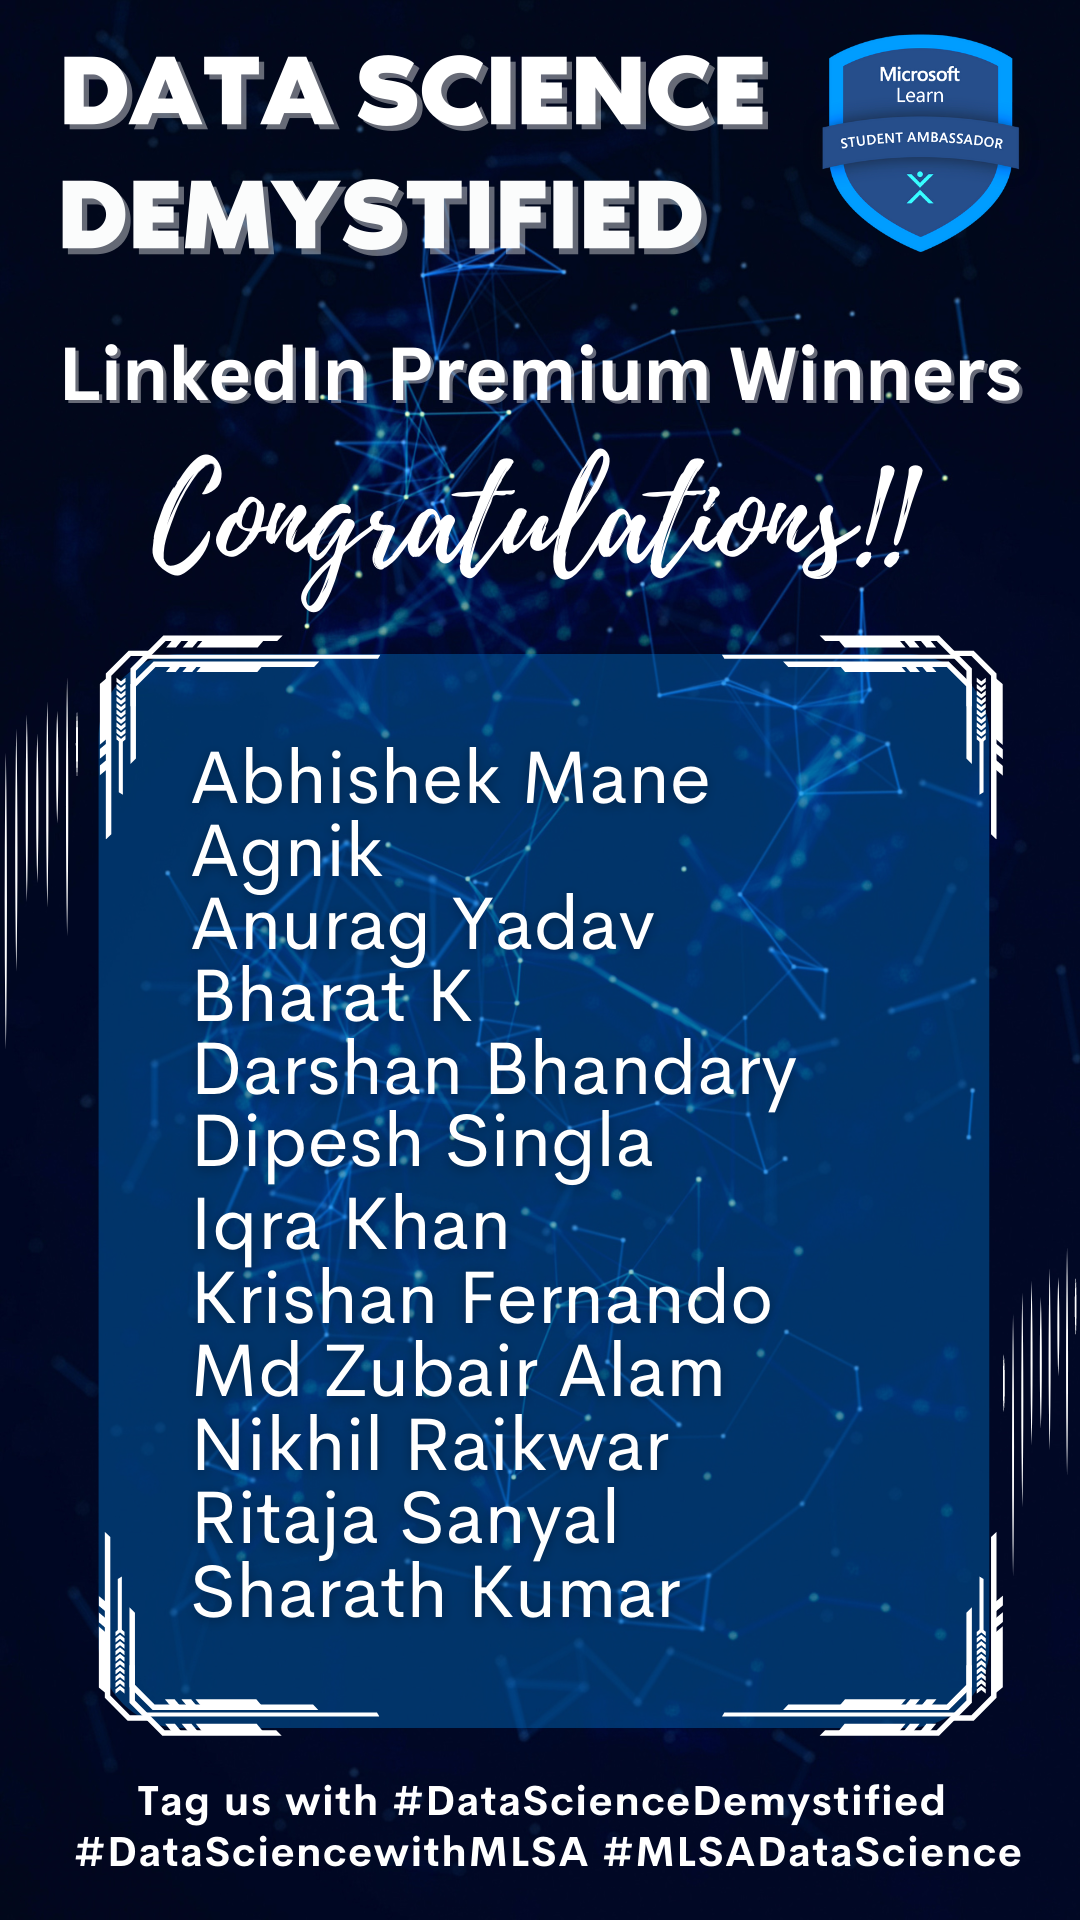 DATA SCIENCE
DEMYSTIFIED
Microsoft
Learn
STUDENT AMBASSADOR
LinkedIn Premium Winners
Congratulations!!
Abhishek Mane
Agnik
Anurag Yadav
Bharat K
Darshan Bhandary
Dipesh Singla
Iqra Khan
Krishan Fernando
Md Zubair Alam
Nikhil Raikwar
Ritaja Sanyal
Sharath Kumar
Tag us with #DataScienceDemystified
#DataSciencewithMLSA #MLSADataScience